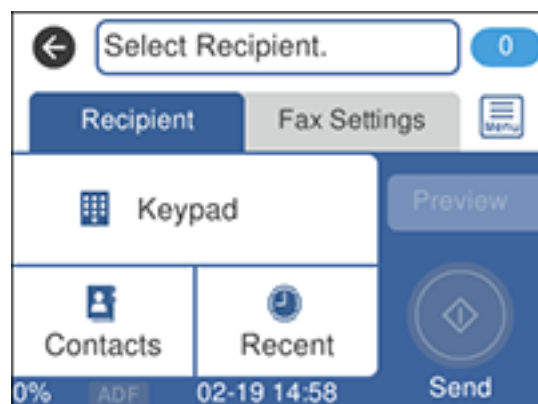 Select Recipient. 0
Recipient Fax Settings Menu
Keypad Preview
Contacts Recent
0% ADF 02-19 14:58 Send